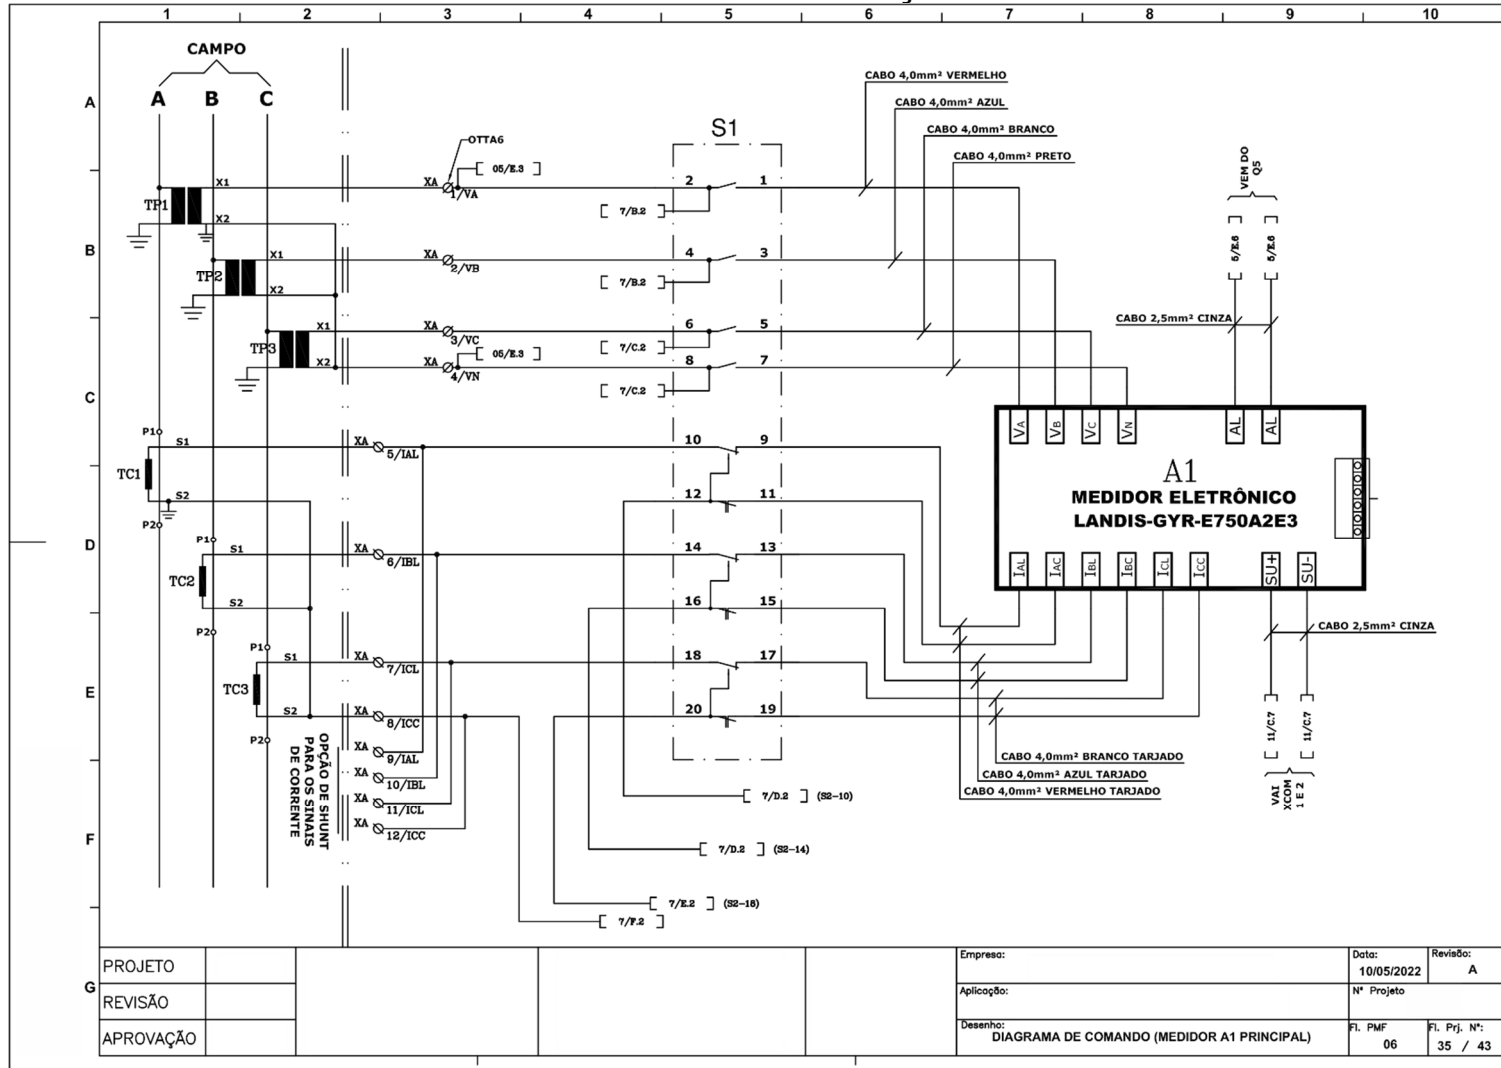 1 2 3 4 5 6 7 8 9 10
A
B
C
D
E
F
G
CAMPO
A B C
TP1
X1
X2
TP2
X1
X2
TP3
X1
X2
OTTA6
XA
1/VA
05/E.3
XA
2/VB
XA
3/VC
XA
4/VN
05/E.3
S1
2 1
7/B.2
4 3
7/B.2
6 5
7/C.2
8 7
7/C.2
10 9
12 11
14 13
16 15
18 17
20 19
CABO 4,0mm² VERMELHO
CABO 4,0mm² AZUL
CABO 4,0mm² BRANCO
CABO 4,0mm² PRETO
VEM DO
Q5
5/E.6
5/E.6
CABO 2,5mm² CINZA
VA VB VC VN AL AL
A1
MEDIDOR ELETRÔNICO
LANDIS-GYR-E750A2E3
IAL IAC IBL IBC ICL ICC SU+ SU-
CABO 2,5mm² CINZA
11/C.7
11/C.7
VAI
XCOM
1 E 2
P1
S1
TC1
S2
P2
P1
S1
TC2
S2
P2
P1
S1
TC3
S2
P2
XA
5/IAL
XA
6/IBL
XA
7/ICL
XA
8/ICC
XA
9/IAL
XA
10/IBL
XA
11/ICL
XA
12/ICC
OPÇÃO DE SHUNT
PARA OS SINAIS
DE CORRENTE
CABO 4,0mm² BRANCO TARJADO
CABO 4,0mm² AZUL TARJADO
CABO 4,0mm² VERMELHO TARJADO
7/D.2 (S2-10)
7/D.2 (S2-14)
7/E.2 (S2-18)
7/F.2
PROJETO
REVISÃO
APROVAÇÃO
Empresa:
Aplicação:
Desenho:
DIAGRAMA DE COMANDO (MEDIDOR A1 PRINCIPAL)
Data:
10/05/2022
Revisão:
A
N° Projeto
Fl. PMF
06
Fl. Prj. N°:
35 / 43